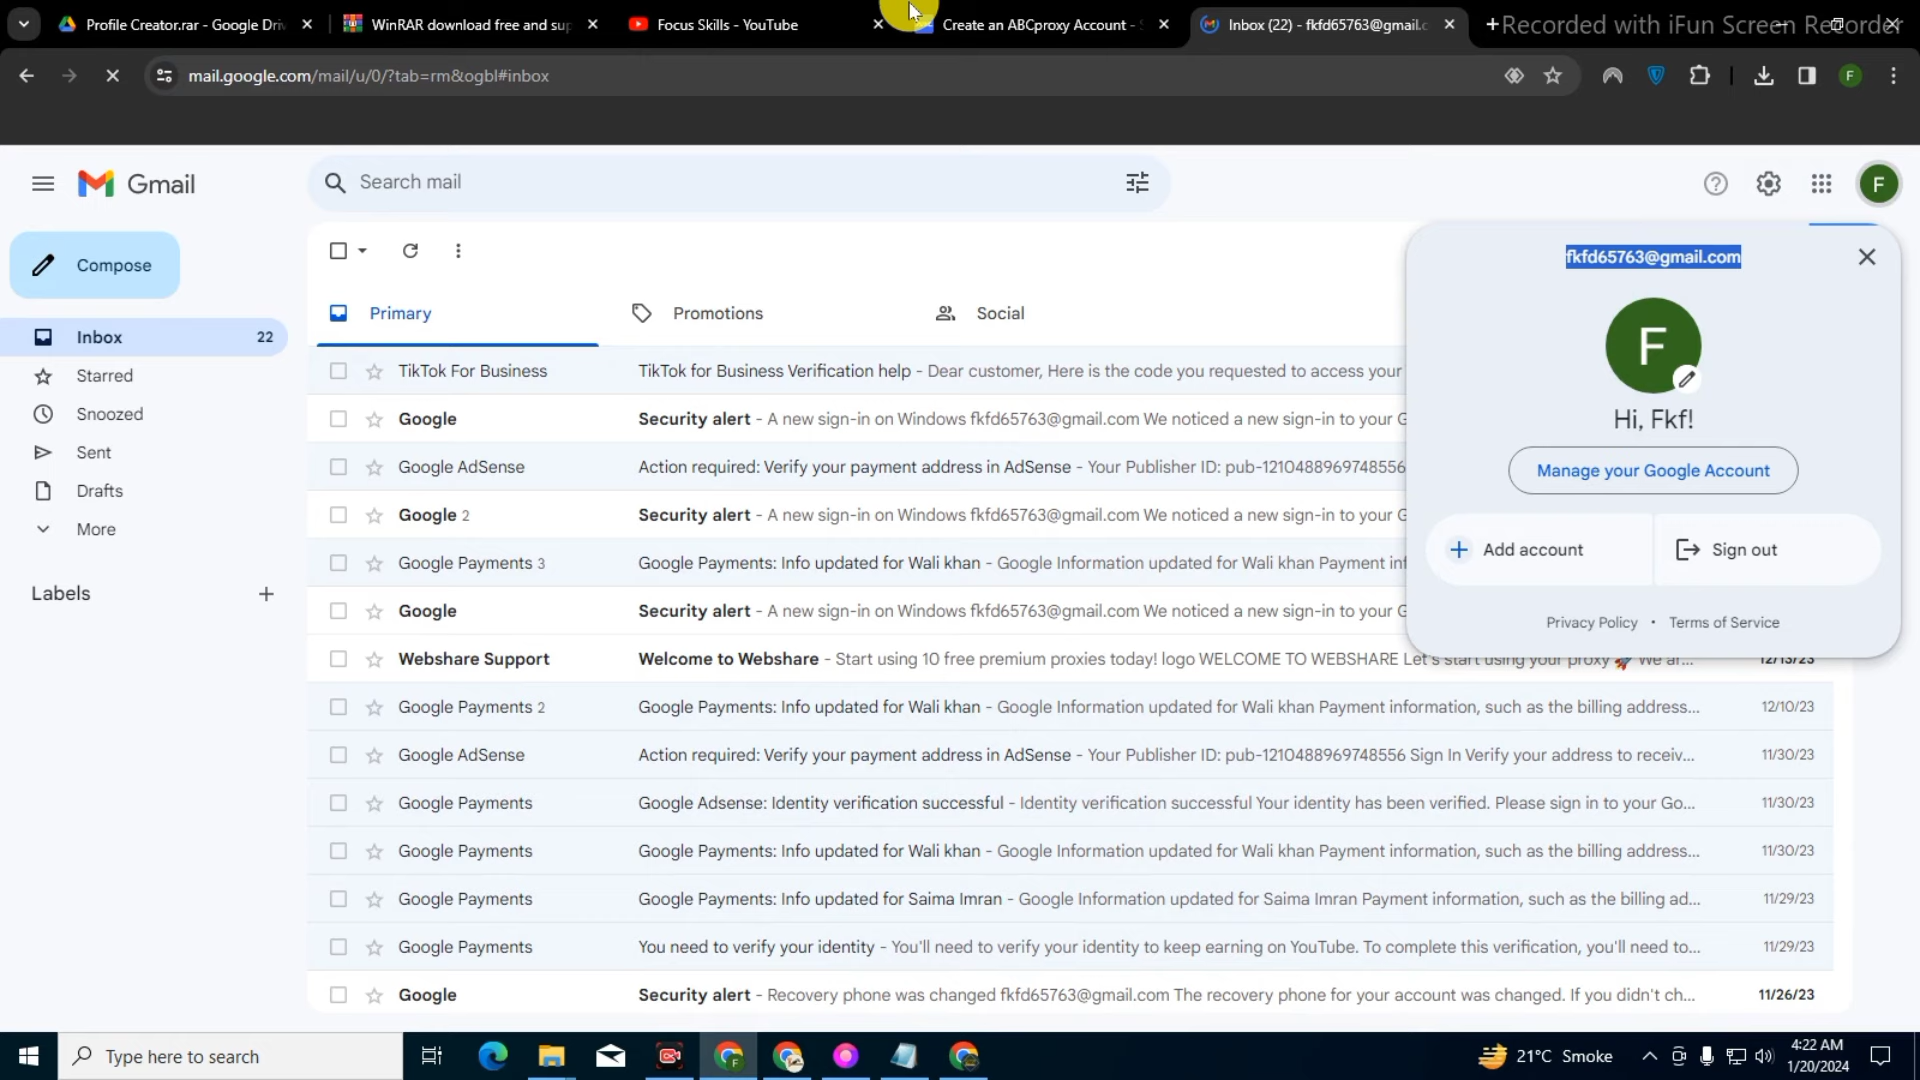 Profile Creator.rar - Google Dri
WinRAR download free and sup
Focus Skills - YouTube
Create an ABCproxy Account - S
Inbox (22) - fkfd65763@gmail.c
Recorded with iFun Screen Recorder
mail.google.com/mail/u/0/?tab=rm&ogbl#inbox
F
Gmail
Search mail
F
Compose
fkfd65763@gmail.com
Primary
Promotions
Social
Inbox 22
F
TikTok For Business TikTok for Business Verification help - Dear customer, Here is the code you requested to access your
Starred
Google Security alert - A new sign-in on Windows fkfd65763@gmail.com We noticed a new sign-in to your G
Hi, Fkf!
Snoozed
Sent
Google AdSense Action required: Verify your payment address in AdSense - Your Publisher ID: pub-1210488969748556
Manage your Google Account
Drafts
Google 2 Security alert - A new sign-in on Windows fkfd65763@gmail.com We noticed a new sign-in to your G
More
Add account
Sign out
Google Payments 3 Google Payments: Info updated for Wali khan - Google Information updated for Wali khan Payment inf
Labels
Google Security alert - A new sign-in on Windows fkfd65763@gmail.com We noticed a new sign-in to your G
Privacy Policy • Terms of Service
Webshare Support Welcome to Webshare - Start using 10 free premium proxies today! logo WELCOME TO WEBSHARE Let's start using your proxy 🚀 We ar... 12/13/23
Google Payments 2 Google Payments: Info updated for Wali khan - Google Information updated for Wali khan Payment information, such as the billing address... 12/10/23
Google AdSense Action required: Verify your payment address in AdSense - Your Publisher ID: pub-1210488969748556 Sign In Verify your address to receiv... 11/30/23
Google Payments Google Adsense: Identity verification successful - Identity verification successful Your identity has been verified. Please sign in to your Go... 11/30/23
Google Payments Google Payments: Info updated for Wali khan - Google Information updated for Wali khan Payment information, such as the billing address... 11/30/23
Google Payments Google Payments: Info updated for Saima Imran - Google Information updated for Saima Imran Payment information, such as the billing ad... 11/29/23
Google Payments You need to verify your identity - You'll need to verify your identity to keep earning on YouTube. To complete this verification, you'll need to... 11/29/23
Google Security alert - Recovery phone was changed fkfd65763@gmail.com The recovery phone for your account was changed. If you didn't ch... 11/26/23
Type here to search
21°C Smoke
4:22 AM
1/20/2024